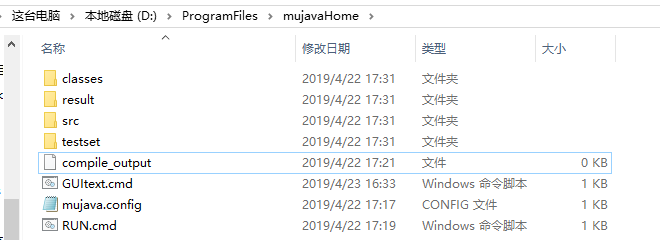 这台电脑 › 本地磁盘 (D:) › ProgramFiles › mujavaHome ›
名称 修改日期 类型 大小
classes 2019/4/22 17:31 文件夹
result 2019/4/22 17:31 文件夹
src 2019/4/22 17:31 文件夹
testset 2019/4/22 17:31 文件夹
compile_output 2019/4/22 17:21 文件 0 KB
GUItext.cmd 2019/4/23 16:33 Windows 命令脚本 1 KB
mujava.config 2019/4/22 17:17 CONFIG 文件 1 KB
RUN.cmd 2019/4/22 17:19 Windows 命令脚本 1 KB